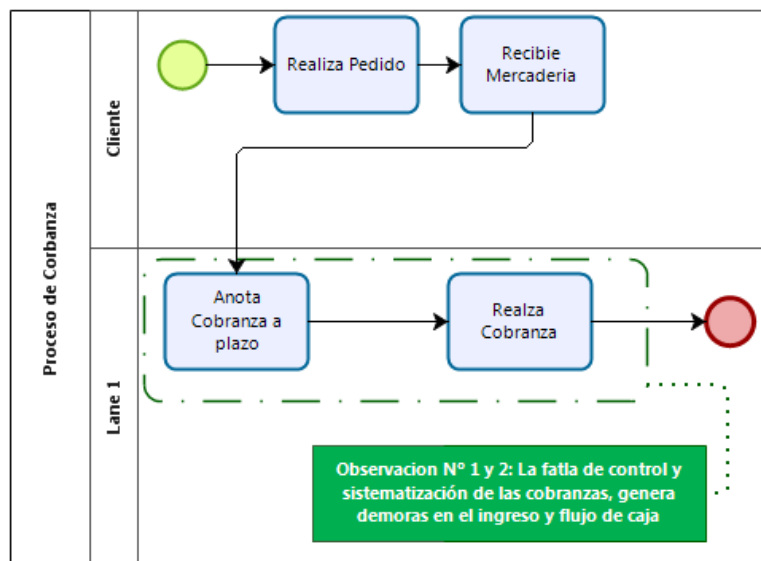 Proceso de Corbanza
Cliente
Realiza Pedido
Recibie
Mercaderia
Lane 1
Anota
Cobranza a
plazo
Realza
Cobranza
Observacion Nº 1 y 2: La fatla de control y
sistematización de las cobranzas, genera
demoras en el ingreso y flujo de caja